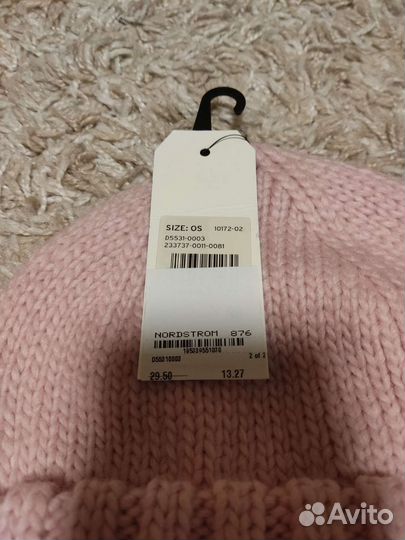 SIZE: OS 10172-02
D5531-0003
233737-0011-0081
NORDSTROM 876
D55310003 2 of 2
29.50 13.27
Avito